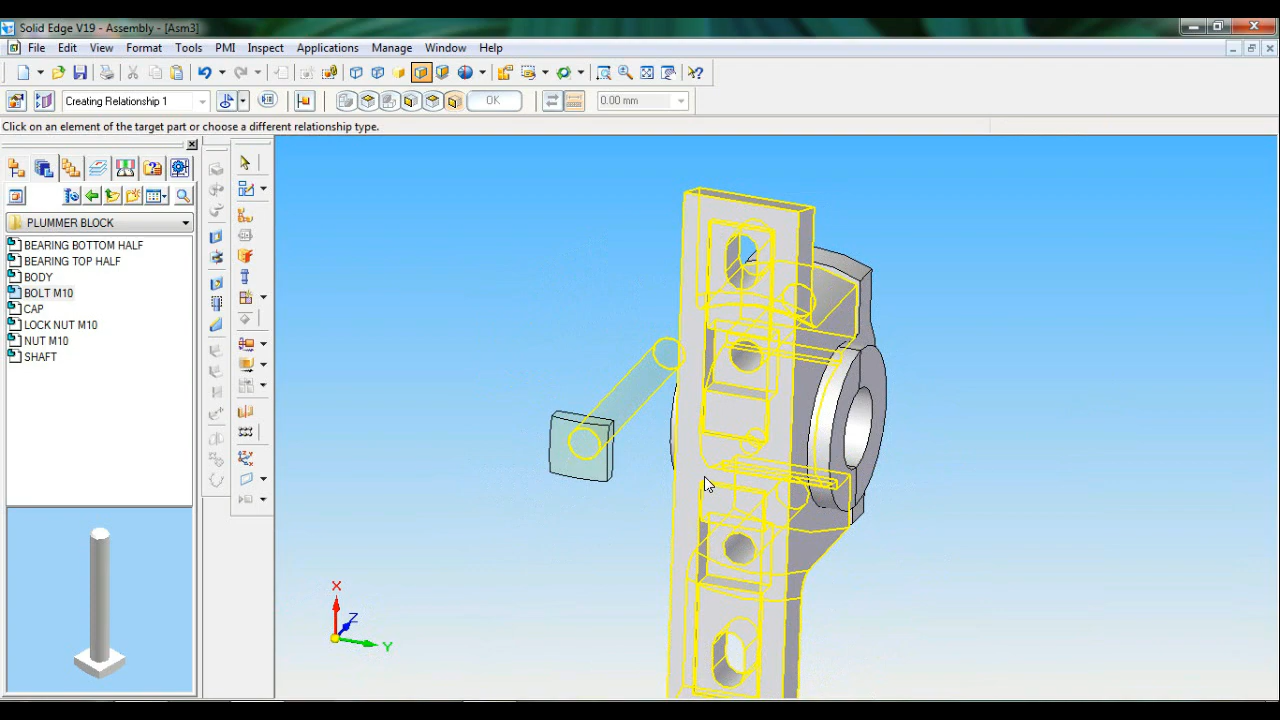 Solid Edge V19 - Assembly - [Asm3]
File Edit View Format Tools PMI Inspect Applications Manage Window Help
Creating Relationship 1 OK 0.00 mm
Click on an element of the target part or choose a different relationship type.
PLUMMER BLOCK
BEARING BOTTOM HALF
BEARING TOP HALF
BODY
BOLT M10
CAP
LOCK NUT M10
NUT M10
SHAFT
X
Z
Y